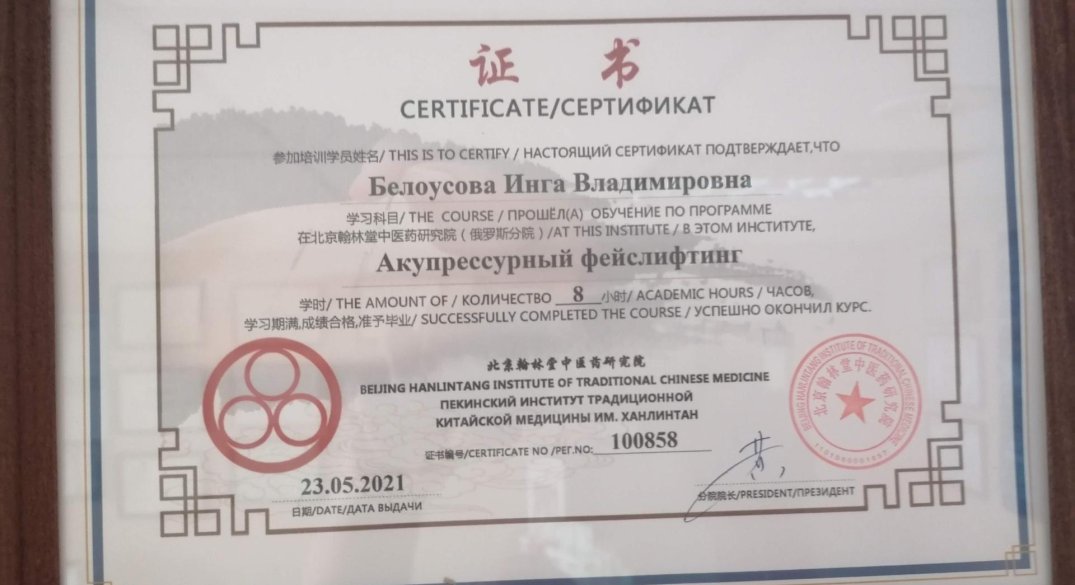 证 书
CERTIFICATE/СЕРТИФИКАТ
参加培训学员姓名/ THIS IS TO CERTIFY / НАСТОЯЩИЙ СЕРТИФИКАТ ПОДТВЕРЖДАЕТ,ЧТО
Белоусова Инга Владимировна
学习科目/ THE COURSE / ПРОШЁЛ(А) ОБУЧЕНИЕ ПО ПРОГРАММЕ
在北京翰林堂中医药研究院（俄罗斯分院）/AT THIS INSTITUTE / В ЭТОМ ИНСТИТУТЕ,
Акупрессурный фейслифтинг
学时/ THE AMOUNT OF / КОЛИЧЕСТВО 8 小时/ ACADEMIC HOURS / ЧАСОВ,
学习期满,成绩合格,准予毕业/ SUCCESSFULLY COMPLETED THE COURSE / УСПЕШНО ОКОНЧИЛ КУРС.
北京翰林堂中医药研究院
BEIJING HANLINTANG INSTITUTE OF TRADITIONAL CHINESE MEDICINE
ПЕКИНСКИЙ ИНСТИТУТ ТРАДИЦИОННОЙ
КИТАЙСКОЙ МЕДИЦИНЫ ИМ. ХАНЛИНТАН
证书编号/CERTIFICATE NO /РЕГ.NO: 100858
BEIJING HANLINTANG INSTITUTE OF TRADITIONAL CHINESE MEDICINE
北京翰林堂中医药研究院
23.05.2021
日期/DATE/ДАТА ВЫДАЧИ
分院院长/PRESIDENT/ПРЕЗИДЕНТ